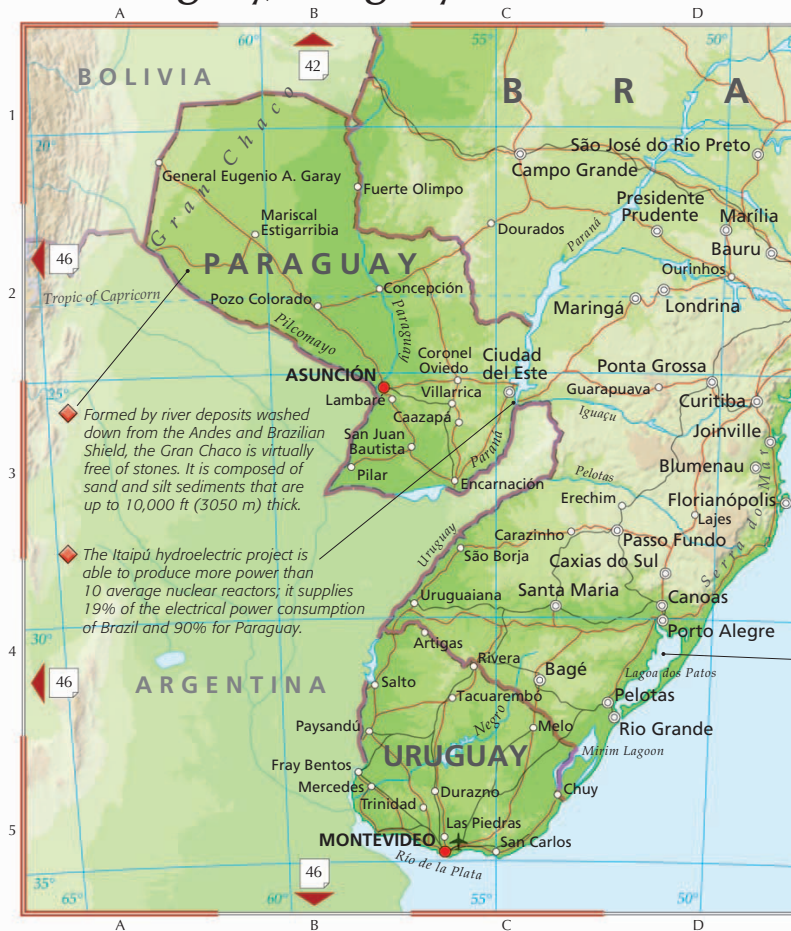 A
B
C
D
60°
55°
50°
BOLIVIA
42
B R A
1
20°
Gran Chaco
São José do Rio Preto
General Eugenio A. Garay
Campo Grande
Fuerte Olimpo
Presidente
Prudente
Marília
Mariscal
Estigarribia
Dourados
Paraná
Bauru
46
PARAGUAY
Ourinhos
2
Tropic of Capricorn
Concepción
Pozo Colorado
Maringá
Londrina
Pilcomayo
Paraguay
Coronel
Oviedo
Ciudad
del Este
Ponta Grossa
ASUNCIÓN
25°
Lambaré
Villarrica
Guarapuava
Curitiba
Caazapá
Iguaçu
Formed by river deposits washed
down from the Andes and Brazilian
Shield, the Gran Chaco is virtually
free of stones. It is composed of
sand and silt sediments that are
up to 10,000 ft (3050 m) thick.
San Juan
Bautista
Joinville
Paraná
3
Pilar
Blumenau
Encarnación
Pelotas
Erechim
Florianópolis
Lajes
Carazinho
Passo Fundo
Serra do Mar
Uruguay
São Borja
Caxias do Sul
The Itaipú hydroelectric project is
able to produce more power than
10 average nuclear reactors; it supplies
19% of the electrical power consumption
of Brazil and 90% for Paraguay.
Uruguaiana
Santa Maria
Canoas
Porto Alegre
30°
4
Artigas
Rivera
Bagé
Lagoa dos Patos
46
ARGENTINA
Salto
Tacuarembó
Pelotas
Negro
Paysandú
Melo
Rio Grande
URUGUAY
Mirim Lagoon
Fray Bentos
Mercedes
Durazno
Chuy
Trinidad
5
Las Piedras
MONTEVIDEO
San Carlos
Río de la Plata
46
35°
65°
60°
55°
50°
A
B
C
D